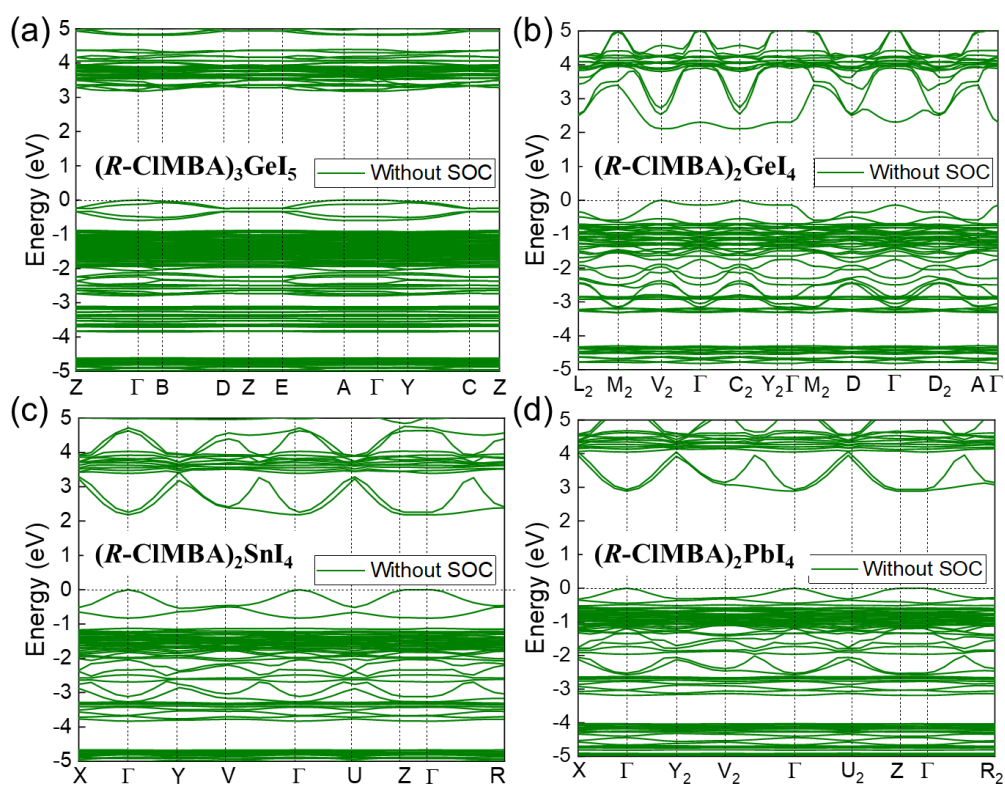 (a)
5
4
3
2
1
0
-1
-2
-3
-4
-5
Energy (eV)
(R-ClMBA)₃GeI₅
Without SOC
Z Γ B D Z E A Γ Y C Z
(b)
5
4
3
2
1
0
-1
-2
-3
-4
-5
Energy (eV)
(R-ClMBA)₂GeI₄
Without SOC
L₂ M₂ V₂ Γ C₂ Y₂ Γ M₂ D Γ D₂ A Γ
(c)
5
4
3
2
1
0
-1
-2
-3
-4
-5
Energy (eV)
(R-ClMBA)₂SnI₄
Without SOC
X Γ Y V Γ U Z Γ R
(d)
5
4
3
2
1
0
-1
-2
-3
-4
-5
Energy (eV)
(R-ClMBA)₂PbI₄
Without SOC
X Γ Y₂ V₂ Γ U₂ Z Γ R₂